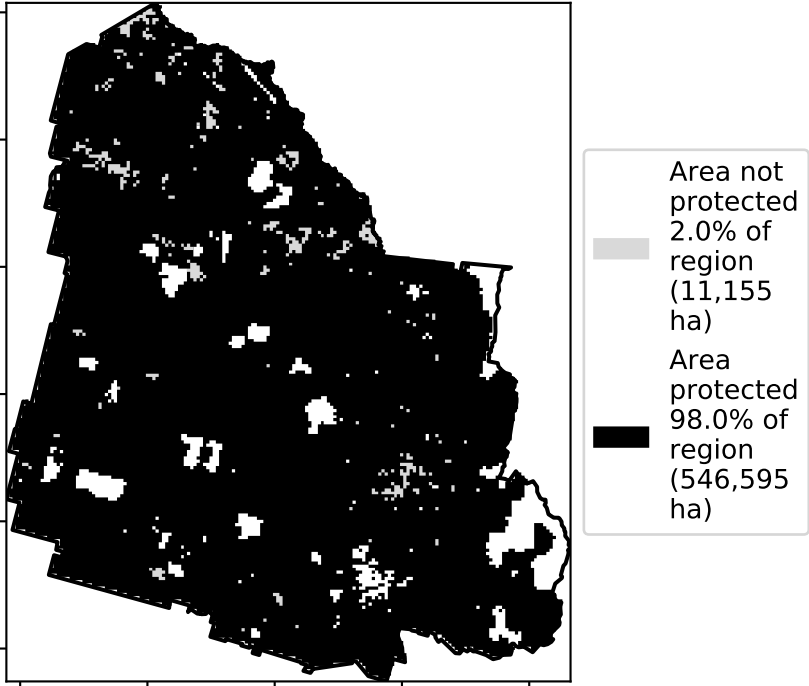 Area not
protected
2.0% of
region
(11,155
ha)
Area
protected
98.0% of
region
(546,595
ha)